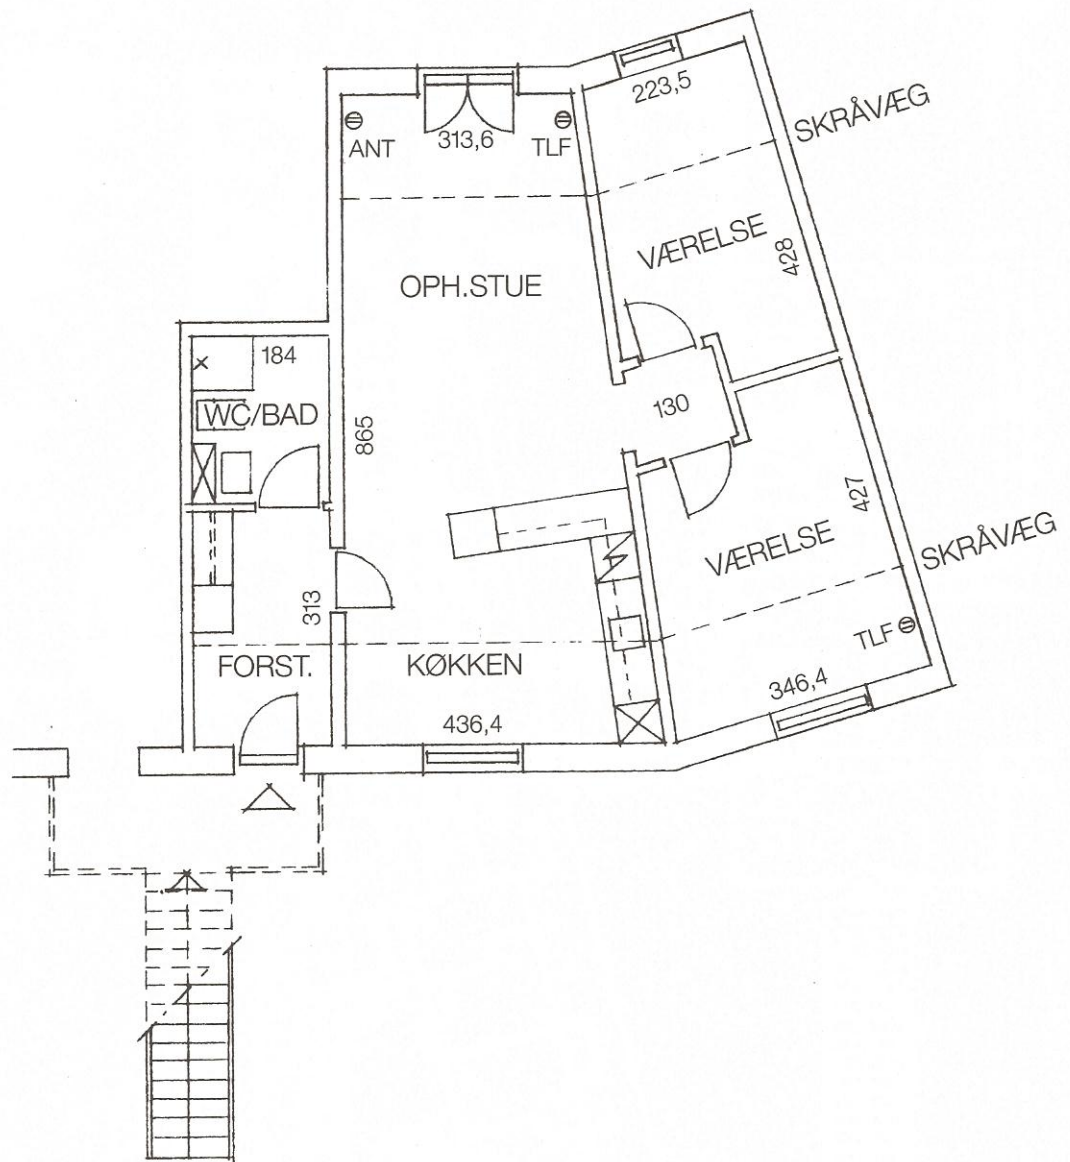 223,5
SKRÅVÆG
ANT
313,6
TLF
VÆRELSE
428
OPH.STUE
184
WC/BAD
130
865
427
VÆRELSE
SKRÅVÆG
313
TLF
FORST.
KØKKEN
346,4
436,4